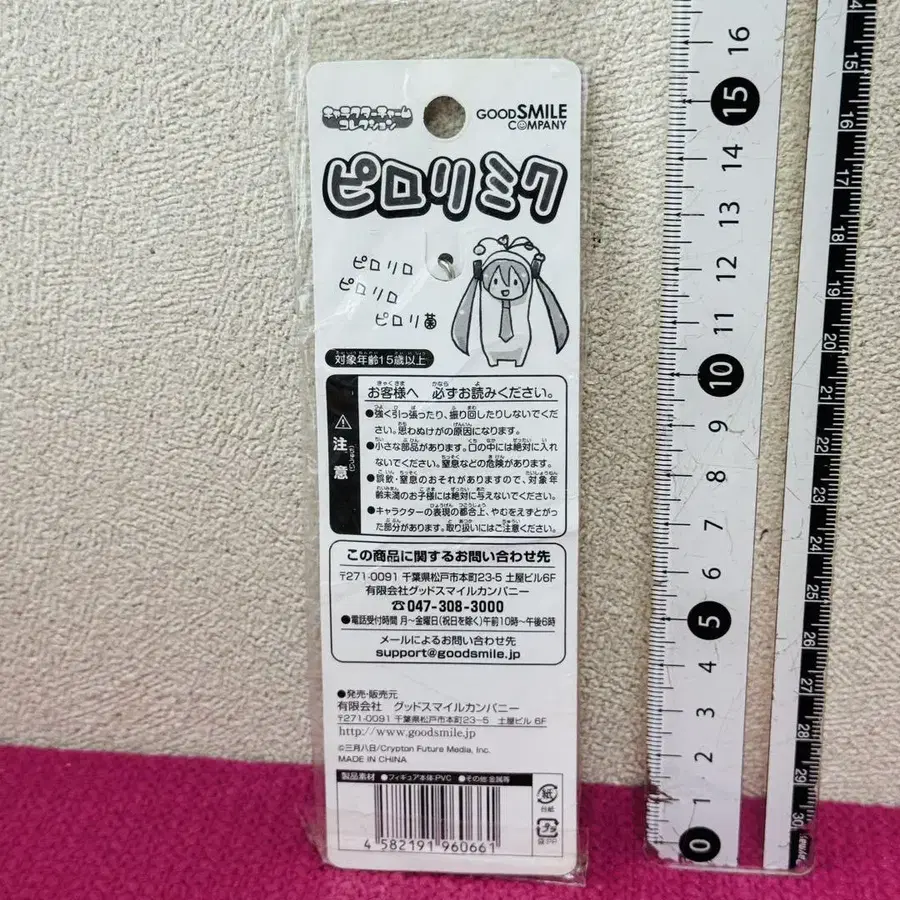 キャラクターチャーム
コレクション
GOODSMILE
COMPANY
ピロリミク
ピロリロ
ピロリロ
ピロリ菌
対象年齢15歳以上
注意
お客様へ 必ずお読みください。
●強く引っ張ったり、振り回したりしないでくだ
さい。思わぬけがの原因になります。
●小さな部品があります。口の中には絶対に入れ
ないでください。窒息などの危険があります。
●誤飲・窒息のおそれがありますので、対象年
齢未満のお子様には絶対に与えないでください。
●キャラクターの表現の都合上、やむをえずとがっ
た部分があります。取り扱いにはご注意ください。
この商品に関するお問い合わせ先
〒271-0091 千葉県松戸市本町23-5 土屋ビル6F
有限会社グッドスマイルカンパニー
☎047-308-3000
●電話受付時間 月~金曜日(祝日を除く)午前10時~午後6時
メールによるお問い合わせ先
support@goodsmile.jp
●発売・販売元
有限会社 グッドスマイルカンパニー
〒271-0091 千葉県松戸市本町23-5 土屋ビル 6F
http://www.goodsmile.jp
©三月八日/Crypton Future Media, Inc.
MADE IN CHINA
製品素材 ●フィギュア本体:PVC ●その他:金属等
紙
台紙
プラ
袋:PP
4 582191 960661
16
15
14
13
12
11
10
9
8
7
6
5
4
3
2
1
0
14
15
16
17
18
19
20
21
22
23
24
25
26
27
28
29
30